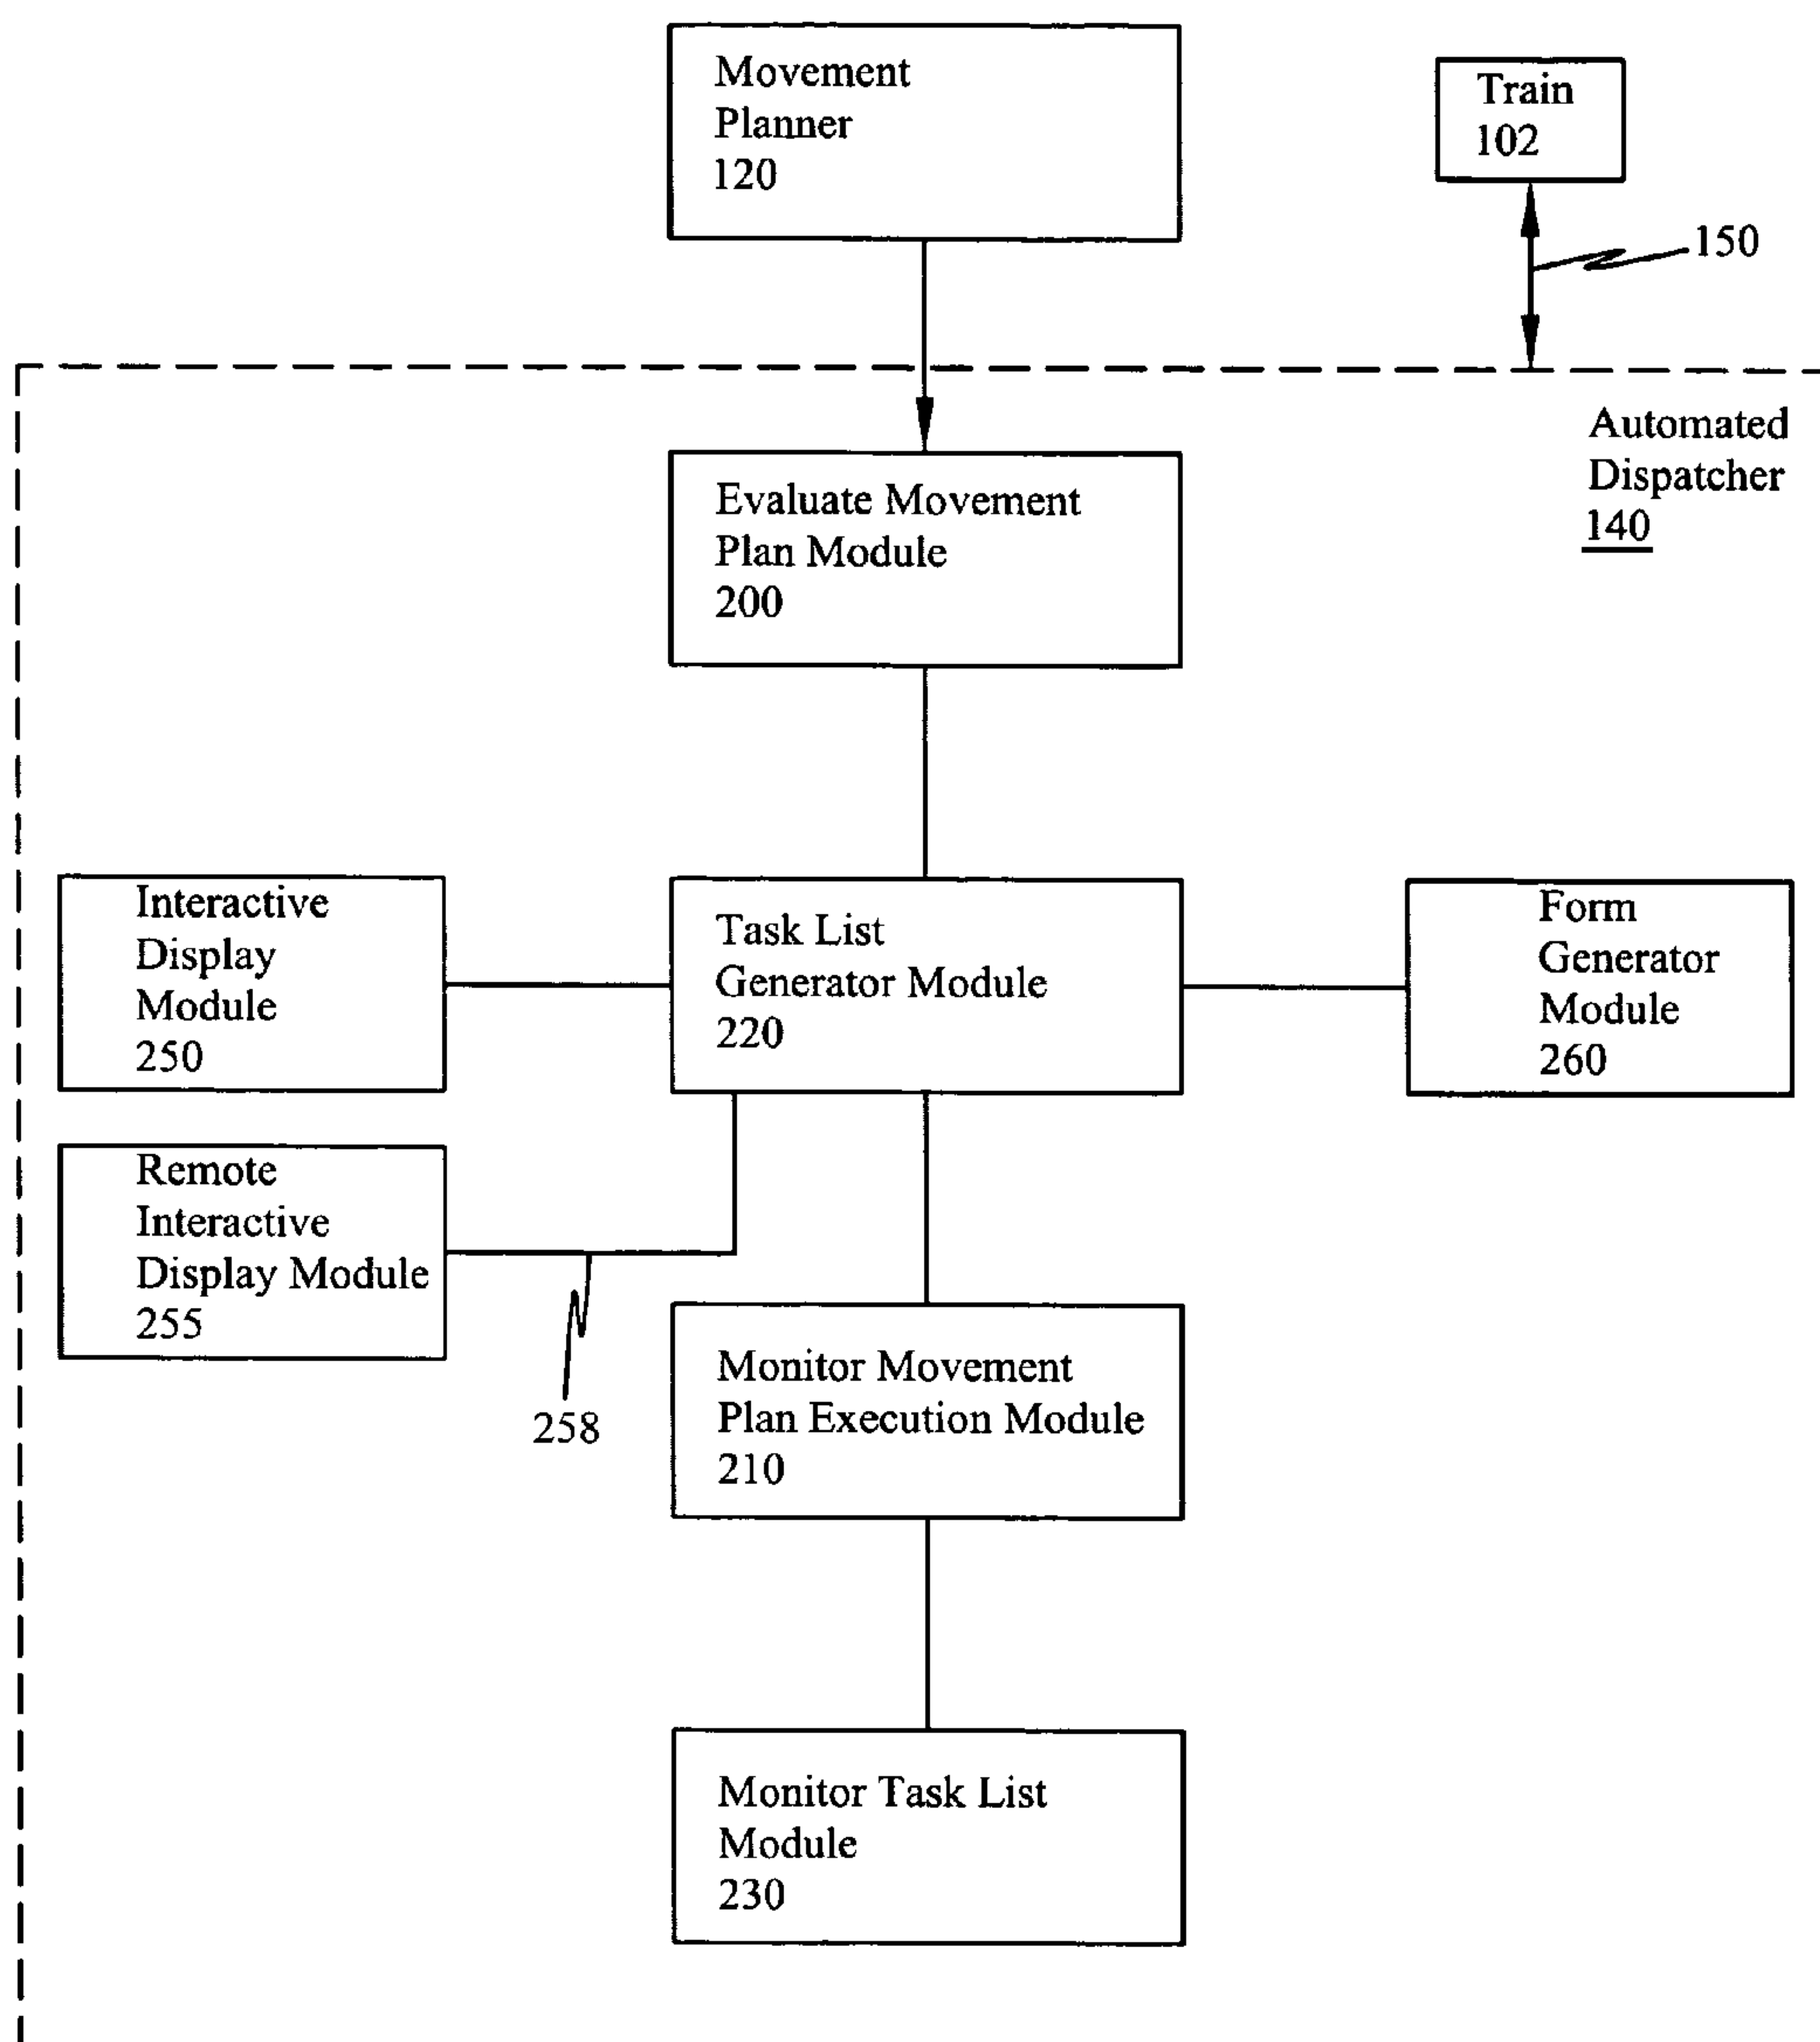 Movement
Planner
120
Train
102
150
Automated
Dispatcher
140
Evaluate Movement
Plan Module
200
Interactive
Display
Module
250
Task List
Generator Module
220
Form
Generator
Module
260
Remote
Interactive
Display Module
255
258
Monitor Movement
Plan Execution Module
210
Monitor Task List
Module
230